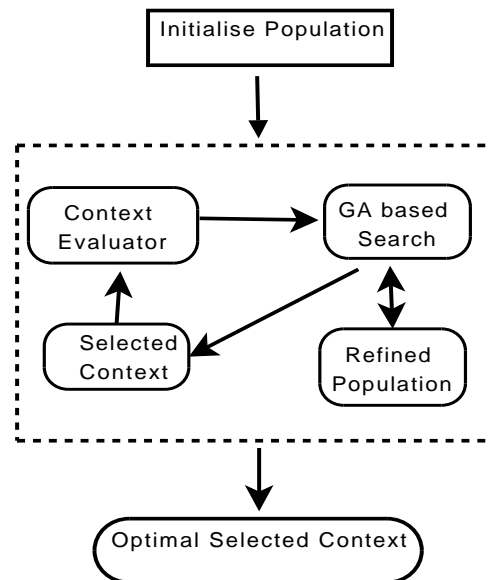 Initialise Population
Context
Evaluator
GA based
Search
Selected
Context
Refined
Population
Optimal Selected Context